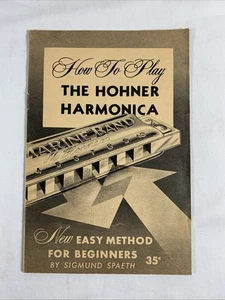 How To Play
THE HOHNER
HARMONICA
MARINE BAND
New EASY METHOD
FOR BEGINNERS
BY SIGMUND SPAETH 35¢